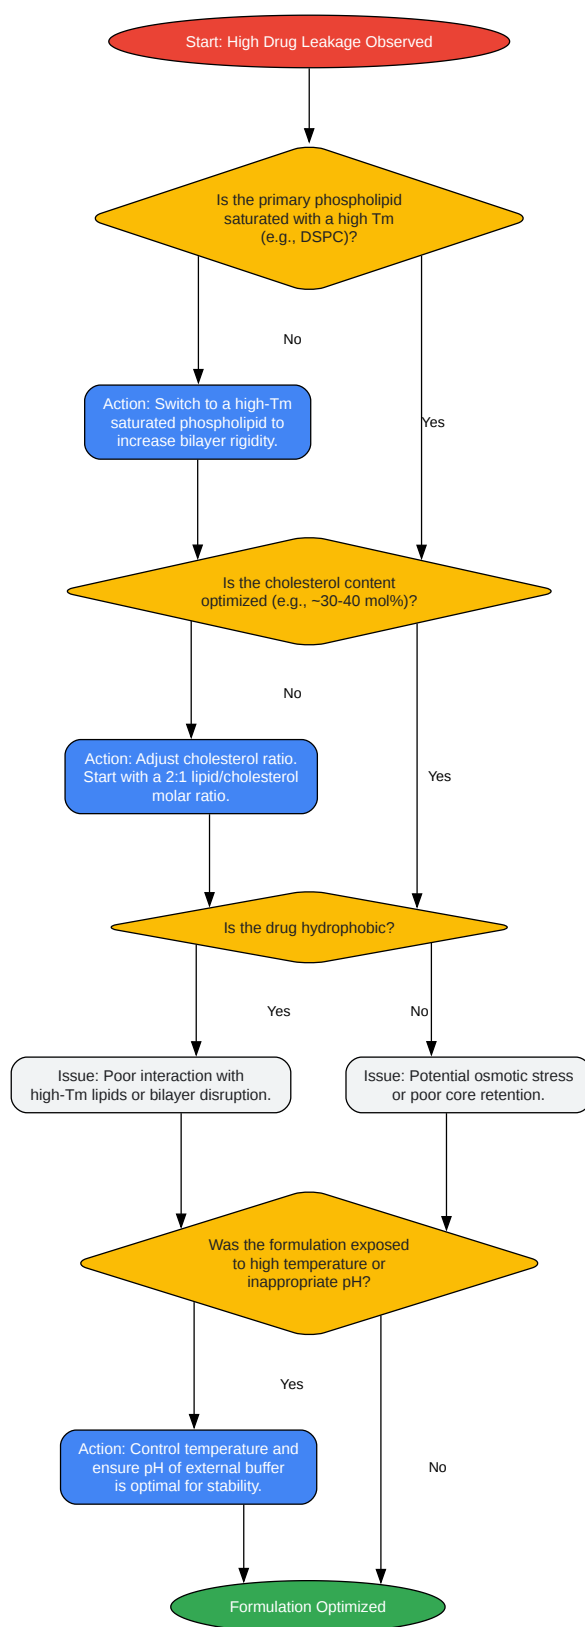 Start: High Drug Leakage Observed
Is the primary phospholipid
saturated with a high Tm
(e.g., DSPC)?
No
Action: Switch to a high-Tm
saturated phospholipid to
increase bilayer rigidity.
Yes
Is the cholesterol content
optimized (e.g., ~30-40 mol%)?
No
Action: Adjust cholesterol ratio.
Start with a 2:1 lipid/cholesterol
molar ratio.
Yes
Is the drug hydrophobic?
Yes
No
Issue: Poor interaction with
high-Tm lipids or bilayer disruption.
Issue: Potential osmotic stress
or poor core retention.
Was the formulation exposed
to high temperature or
inappropriate pH?
Yes
Action: Control temperature and
ensure pH of external buffer
is optimal for stability.
No
Formulation Optimized